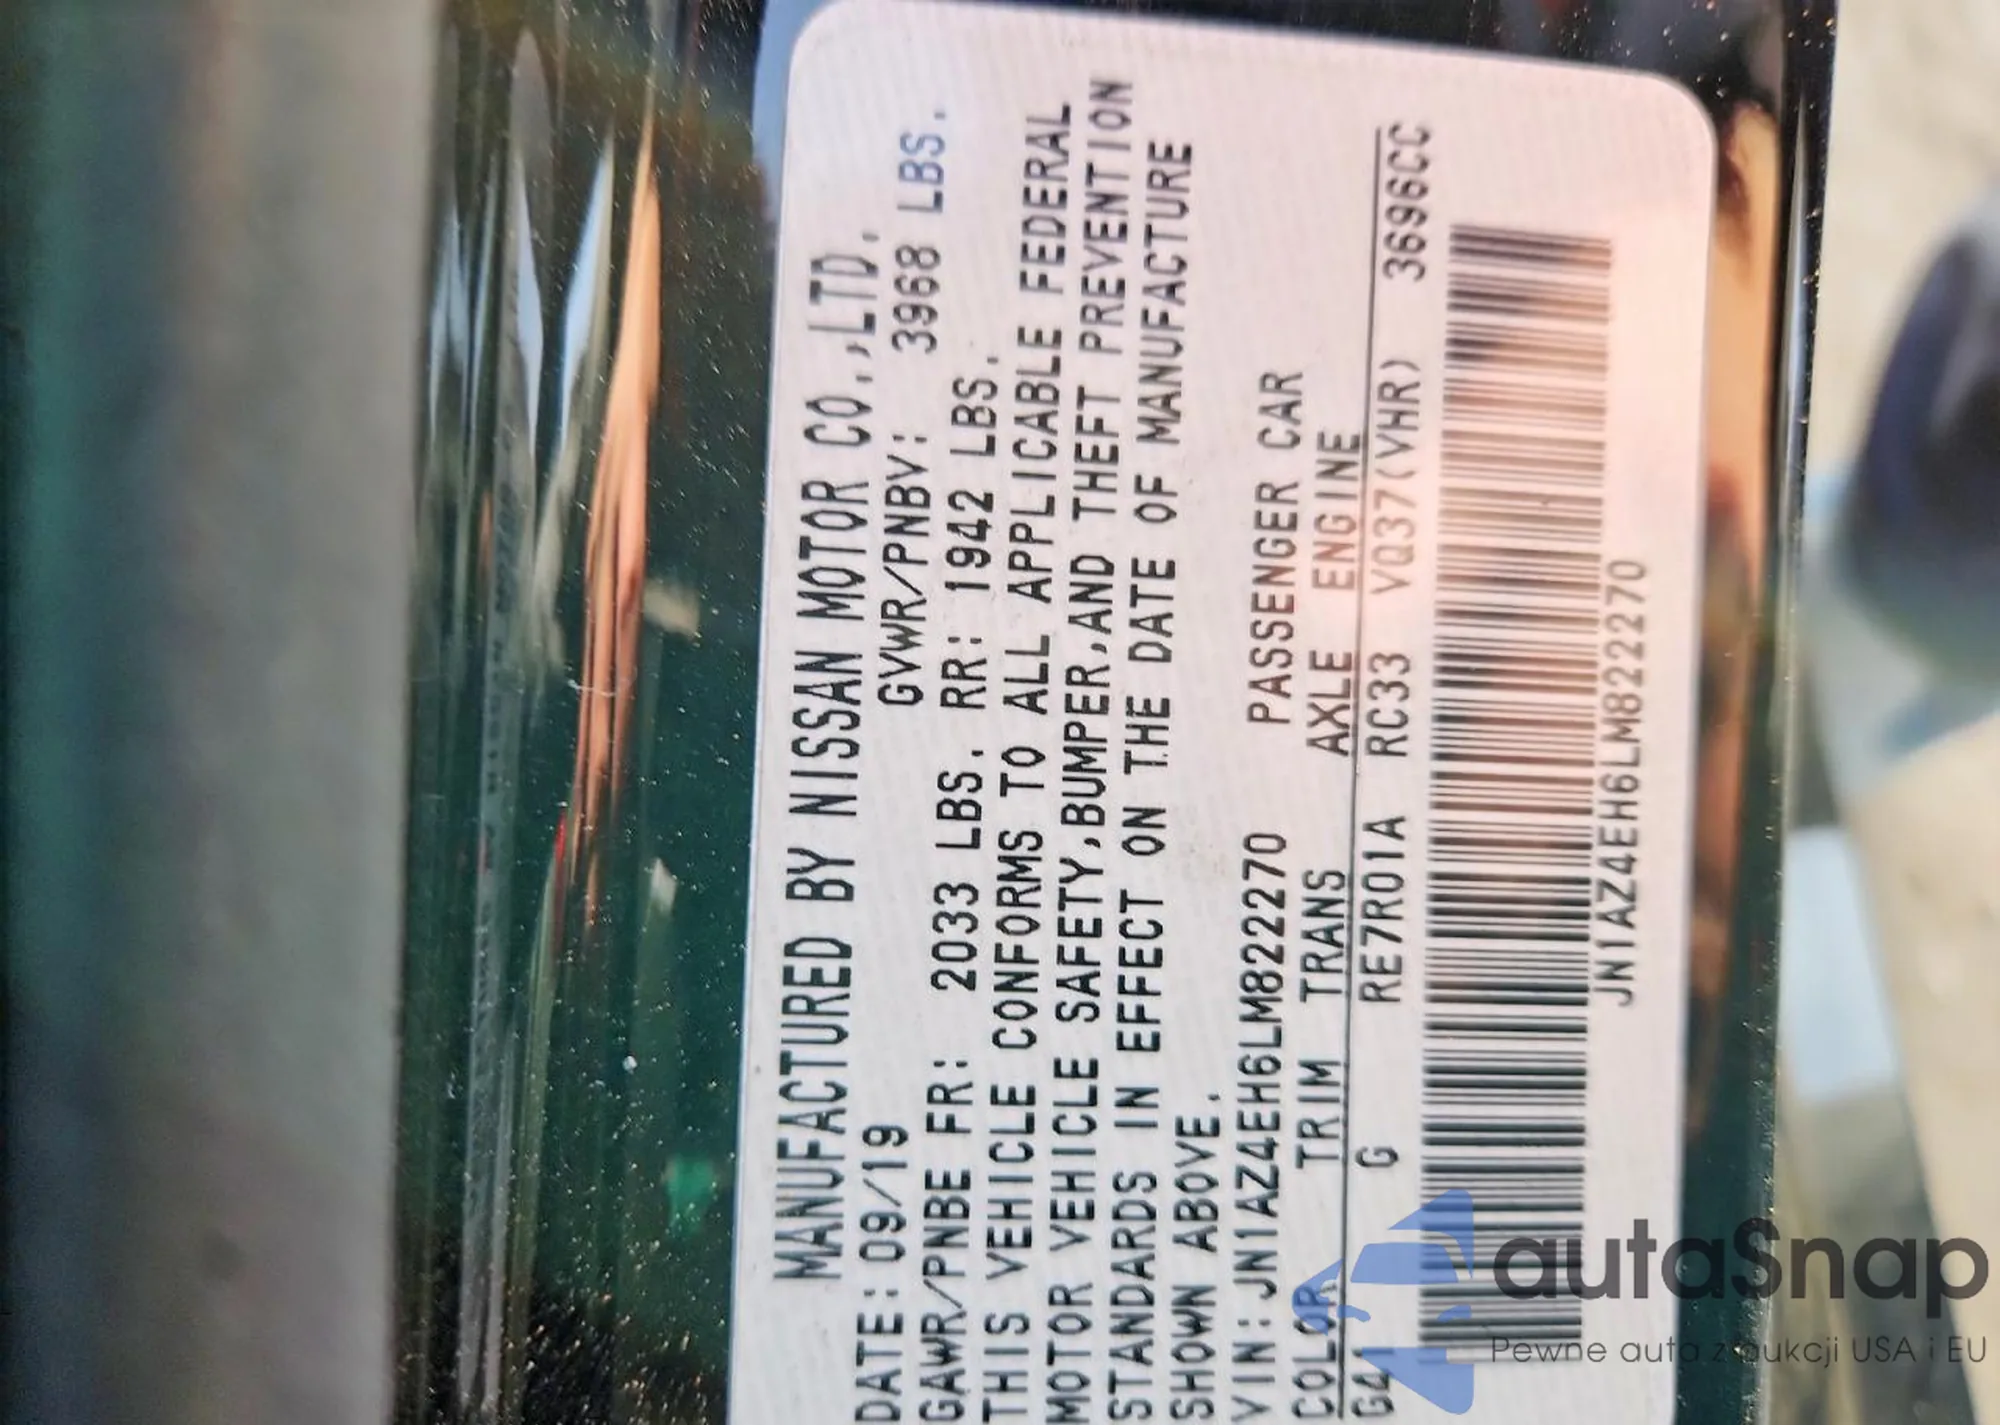 MANUFACTURED BY NISSAN MOTOR CO.,LTD.
DATE: 09/19 GVWR/PNBV: 3968 LBS.
GAWR/PNBE FR: 2033 LBS. RR: 1942 LBS.
THIS VEHICLE CONFORMS TO ALL APPLICABLE FEDERAL
MOTOR VEHICLE SAFETY,BUMPER,AND THEFT PREVENTION
STANDARDS IN EFFECT ON THE DATE OF MANUFACTURE
SHOWN ABOVE.
VIN: JN1AZ4EH6LM822270 PASSENGER CAR
COLOR TRIM TRANS AXLE ENGINE
G RE7R01A RC33 VQ37(VHR) 3696CC
JN1AZ4EH6LM822270
autaSnap
Pewne auta z aukcji USA i EU